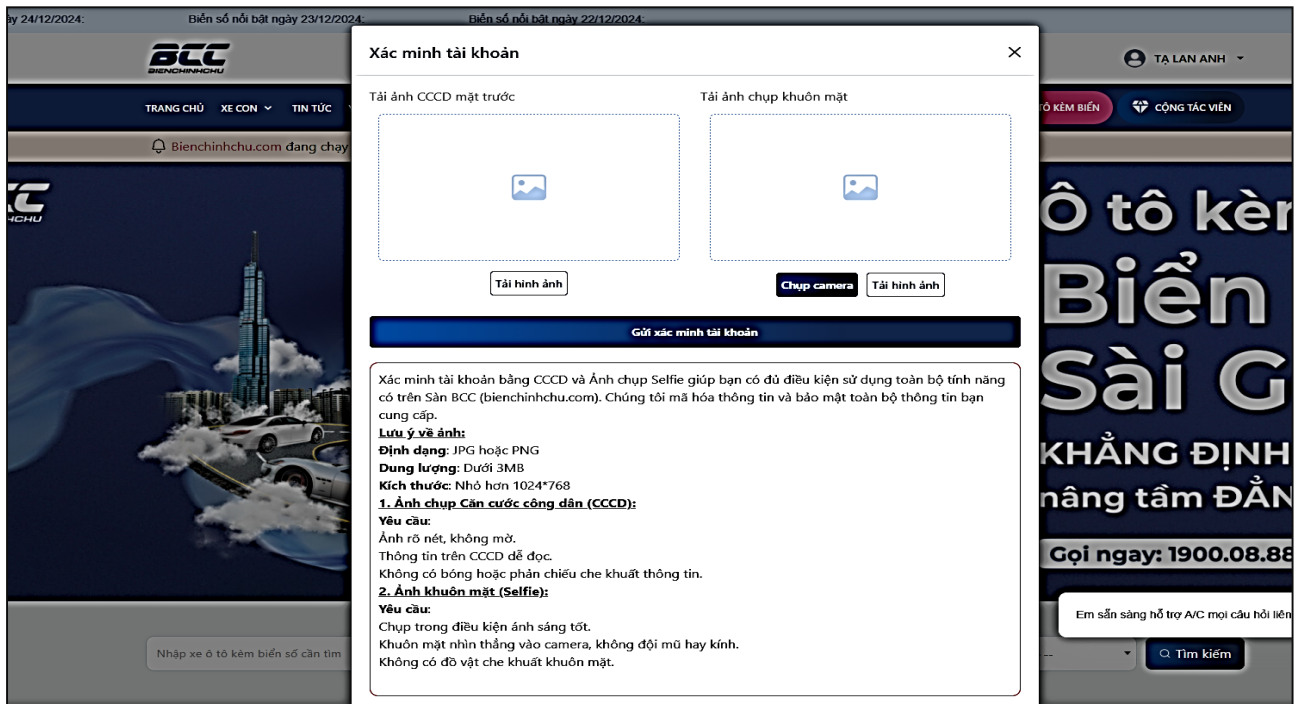 ày 24/12/2024:
Biển số nổi bật ngày 23/12/2024:
Biển số nổi bật ngày 22/12/2024:
BCC
BIENCHINHCHU
Xác minh tài khoản
TẠ LAN ANH
TRANG CHỦ XE CON TIN TỨC
TÔ KÈM BIỂN
CỘNG TÁC VIÊN
Bienchinhchu.com đang chạy
Tải ảnh CCCD mặt trước
Tải ảnh chụp khuôn mặt
Tải hình ảnh
Chụp camera
Tải hình ảnh
Gửi xác minh tài khoản
Xác minh tài khoản bằng CCCD và Ảnh chụp Selfie giúp bạn có đủ điều kiện sử dụng toàn bộ tính năng
có trên Sàn BCC (bienchinhchu.com). Chúng tôi mã hóa thông tin và bảo mật toàn bộ thông tin bạn
cung cấp.
Lưu ý về ảnh:
Định dạng: JPG hoặc PNG
Dung lượng: Dưới 3MB
Kích thước: Nhỏ hơn 1024*768
1. Ảnh chụp Căn cước công dân (CCCD):
Yêu cầu:
Ảnh rõ nét, không mờ.
Thông tin trên CCCD dễ đọc.
Không có bóng hoặc phản chiếu che khuất thông tin.
2. Ảnh khuôn mặt (Selfie):
Yêu cầu:
Chụp trong điều kiện ánh sáng tốt.
Khuôn mặt nhìn thẳng vào camera, không đội mũ hay kính.
Không có đồ vật che khuất khuôn mặt.
Ô tô kèm
Biển
Sài G
KHẲNG ĐỊNH
nâng tầm ĐẲN
Gọi ngay: 1900.08.88
Em sẵn sàng hỗ trợ A/C mọi câu hỏi liên
Nhập xe ô tô kèm biển số cần tìm
--
Tìm kiếm